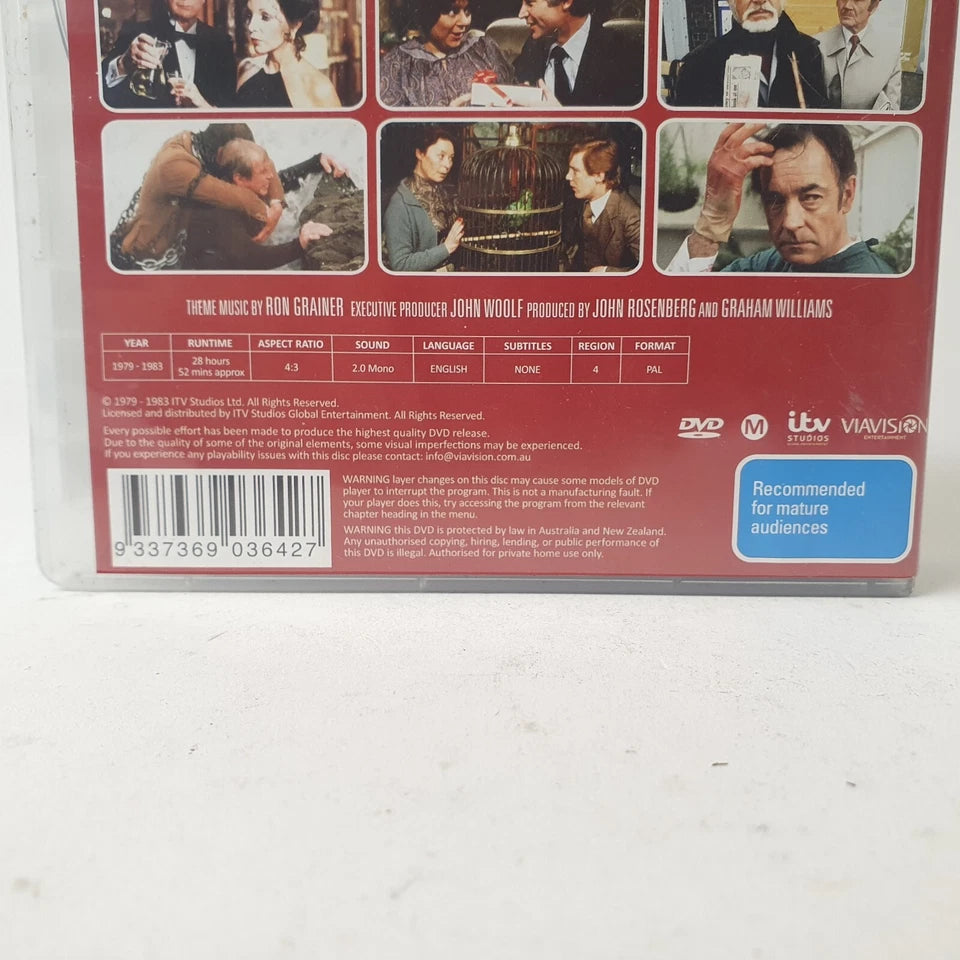 THEME MUSIC BY RON GRAINER EXECUTIVE PRODUCER JOHN WOOLF PRODUCED BY JOHN ROSENBERG AND GRAHAM WILLIAMS
YEAR RUNTIME ASPECT RATIO SOUND LANGUAGE SUBTITLES REGION FORMAT
1979 - 1983 28 hours 52 mins approx 4:3 2.0 Mono ENGLISH NONE 4 PAL
© 1979 - 1983 ITV Studios Ltd. All Rights Reserved.
Licensed and distributed by ITV Studios Global Entertainment. All Rights Reserved.
Every possible effort has been made to produce the highest quality DVD release.
Due to the quality of some of the original elements, some visual imperfections may be experienced.
If you experience any playability issues with this disc please contact: info@viavision.com.au
DVD M itv STUDIOS VIAVISION ENTERTAINMENT
9 337369 036427
WARNING layer changes on this disc may cause some models of DVD
player to interrupt the program. This is not a manufacturing fault. If
your player does this, try accessing the program from the relevant
chapter heading in the menu.
WARNING this DVD is protected by law in Australia and New Zealand.
Any unauthorised copying, hiring, lending, or public performance of
this DVD is illegal. Authorised for private home use only.
Recommended
for mature
audiences